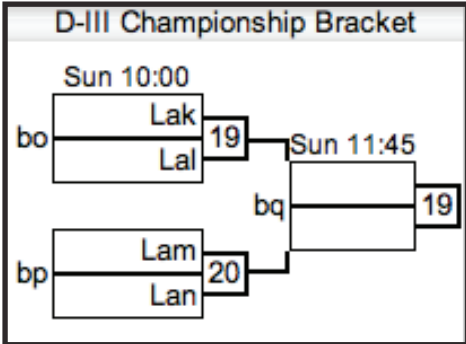 D-III Championship Bracket
Sun 10:00
Lak
bo 19
Lal
Sun 11:45
bq 19
Lam
bp 20
Lan